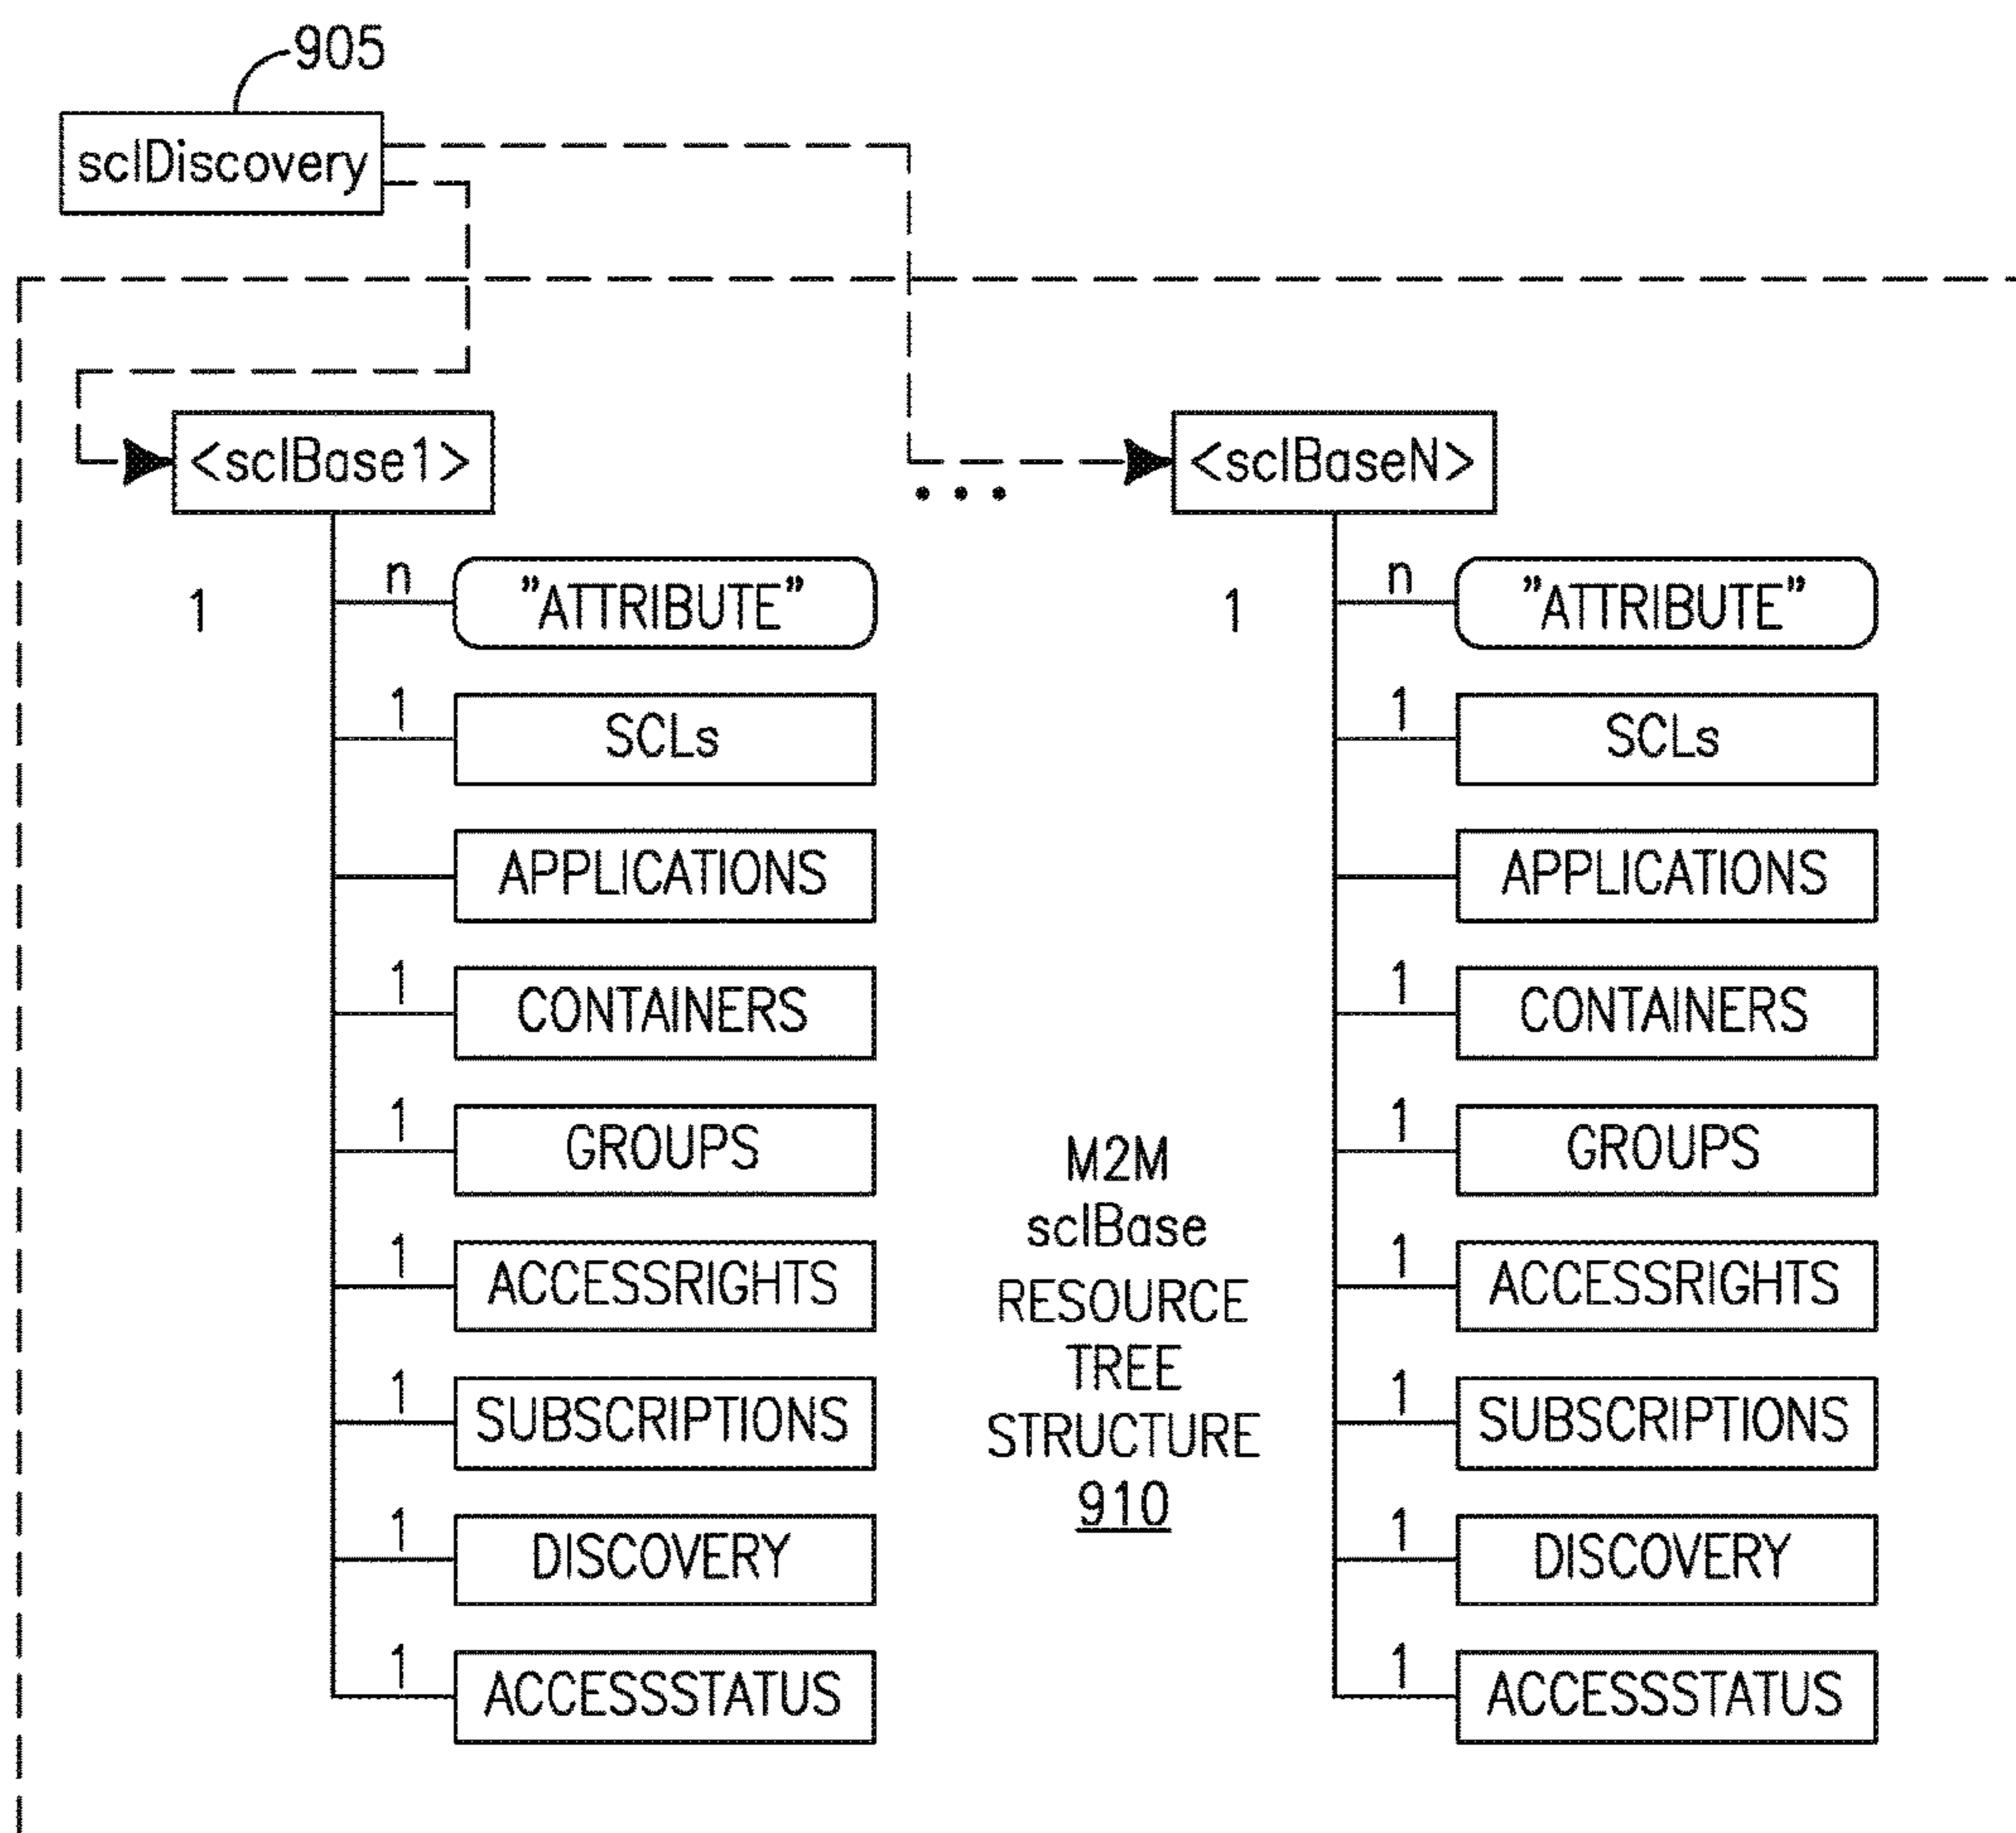 905
sclDiscovery
<sclBase1>
1
n
"ATTRIBUTE"
1
SCLs
APPLICATIONS
1
CONTAINERS
1
GROUPS
1
ACCESSRIGHTS
1
SUBSCRIPTIONS
1
DISCOVERY
1
ACCESSSTATUS
...
M2M
sclBase
RESOURCE
TREE
STRUCTURE
910
<sclBaseN>
1
n
"ATTRIBUTE"
1
SCLs
APPLICATIONS
1
CONTAINERS
1
GROUPS
1
ACCESSRIGHTS
1
SUBSCRIPTIONS
1
DISCOVERY
1
ACCESSSTATUS